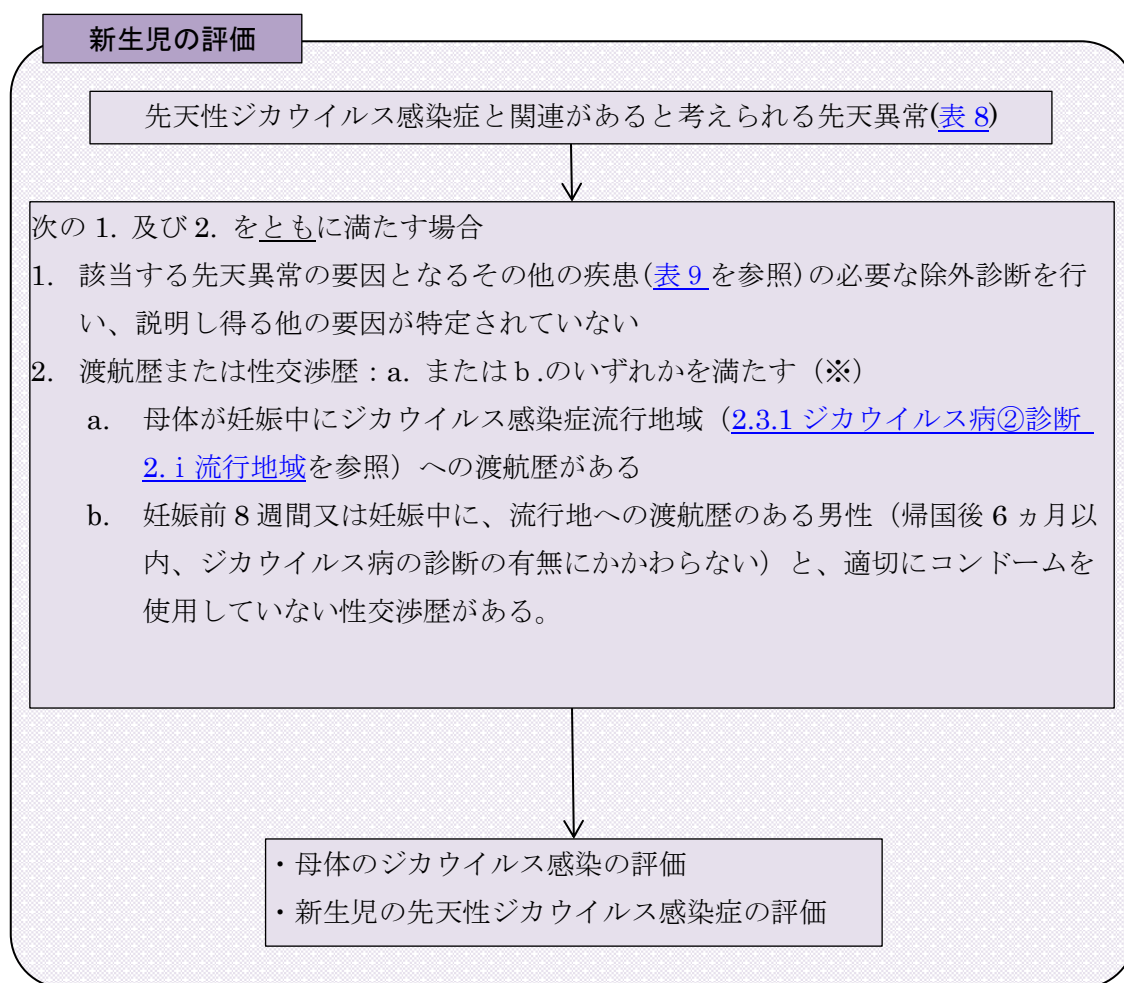 新生児の評価
先天性ジカウイルス感染症と関連があると考えられる先天異常(表 8)
次の 1. 及び 2. をともに満たす場合
1. 該当する先天異常の要因となるその他の疾患(表 9 を参照)の必要な除外診断を行
い、説明し得る他の要因が特定されていない
2. 渡航歴または性交渉歴：a. またはｂ.のいずれかを満たす（※）
a. 母体が妊娠中にジカウイルス感染症流行地域（2.3.1 ジカウイルス病②診断
2.ⅰ流行地域を参照）への渡航歴がある
b. 妊娠前 8 週間又は妊娠中に、流行地への渡航歴のある男性（帰国後 6 ヵ月以
内、ジカウイルス病の診断の有無にかかわらない）と、適切にコンドームを
使用していない性交渉歴がある。
・母体のジカウイルス感染の評価
・新生児の先天性ジカウイルス感染症の評価